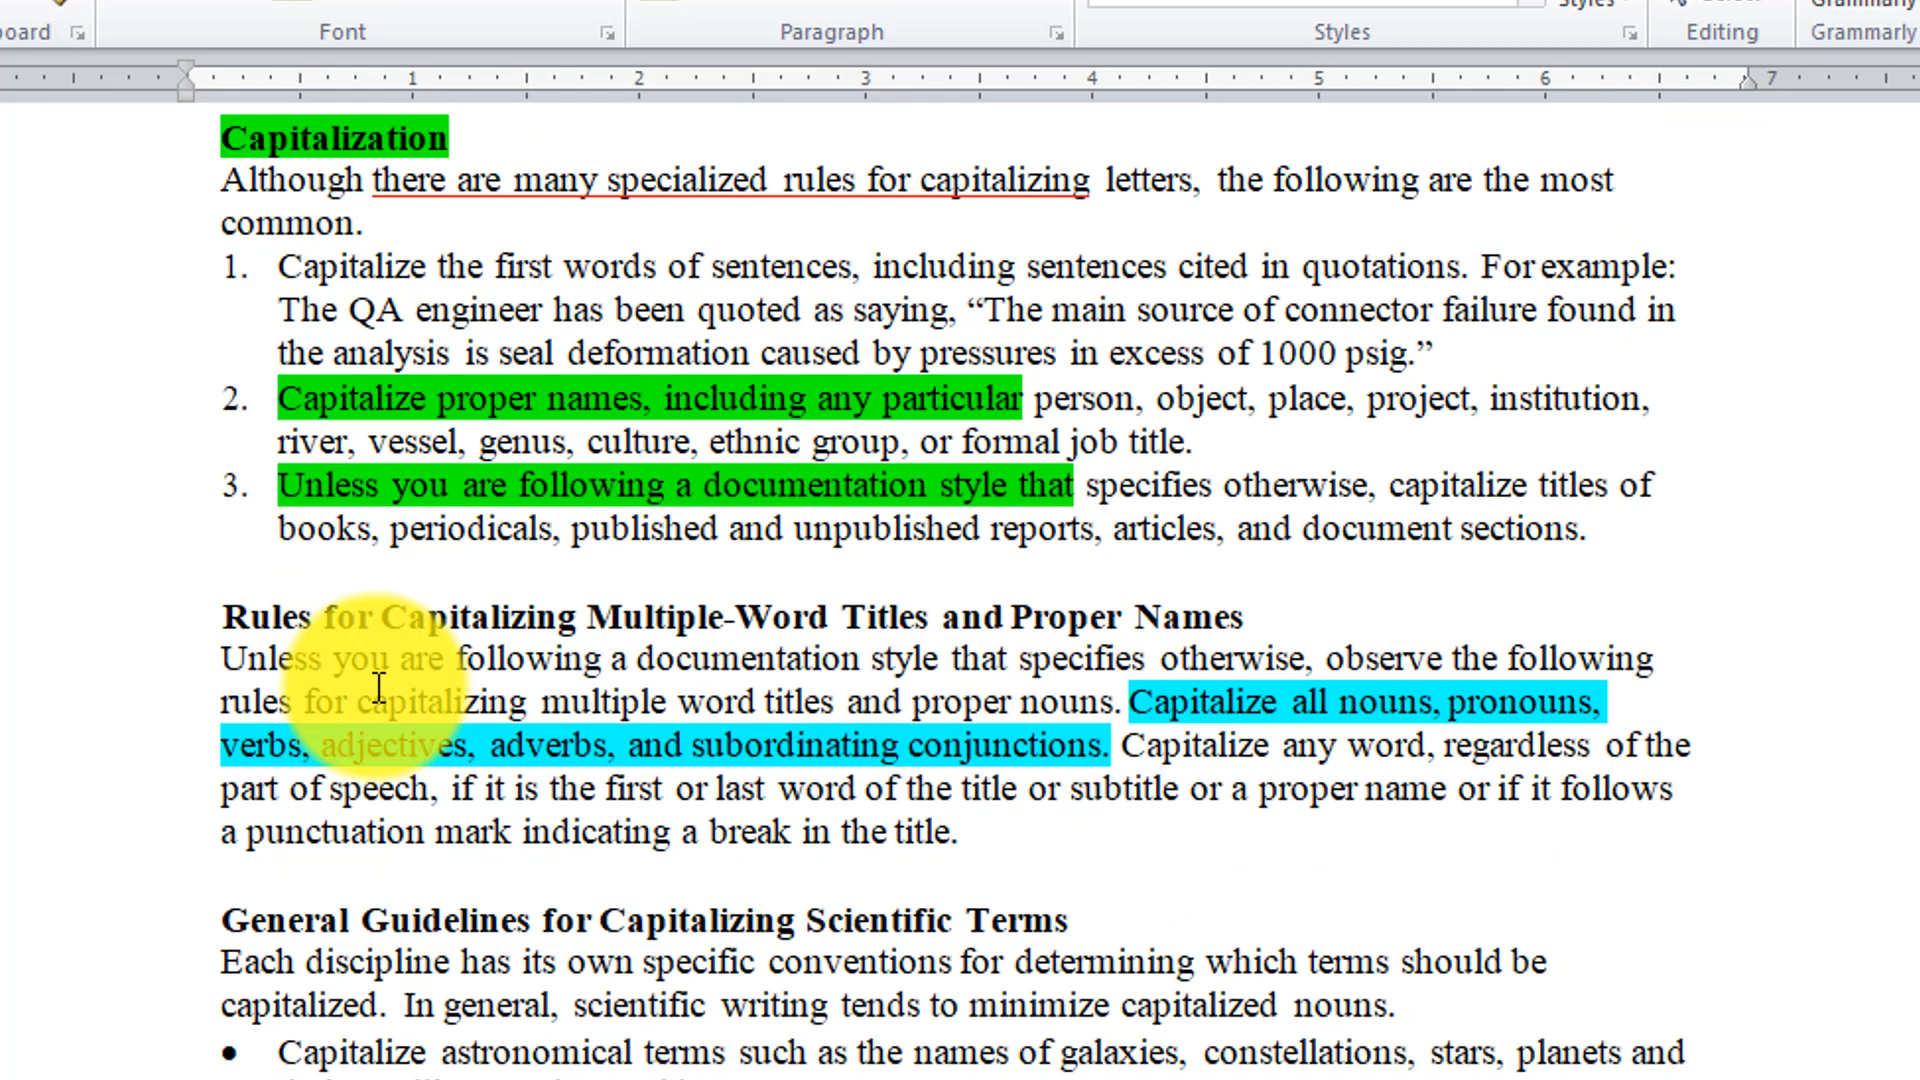 Font Paragraph Styles Editing Grammarly
1 2 3 4 5 6 7
Capitalization
Although there are many specialized rules for capitalizing letters, the following are the most
common.
1. Capitalize the first words of sentences, including sentences cited in quotations. For example:
The QA engineer has been quoted as saying, “The main source of connector failure found in
the analysis is seal deformation caused by pressures in excess of 1000 psig.”
2. Capitalize proper names, including any particular person, object, place, project, institution,
river, vessel, genus, culture, ethnic group, or formal job title.
3. Unless you are following a documentation style that specifies otherwise, capitalize titles of
books, periodicals, published and unpublished reports, articles, and document sections.
Rules for Capitalizing Multiple-Word Titles and Proper Names
Unless you are following a documentation style that specifies otherwise, observe the following
rules for capitalizing multiple word titles and proper nouns. Capitalize all nouns, pronouns,
verbs, adjectives, adverbs, and subordinating conjunctions. Capitalize any word, regardless of the
part of speech, if it is the first or last word of the title or subtitle or a proper name or if it follows
a punctuation mark indicating a break in the title.
General Guidelines for Capitalizing Scientific Terms
Each discipline has its own specific conventions for determining which terms should be
capitalized. In general, scientific writing tends to minimize capitalized nouns.
• Capitalize astronomical terms such as the names of galaxies, constellations, stars, planets and